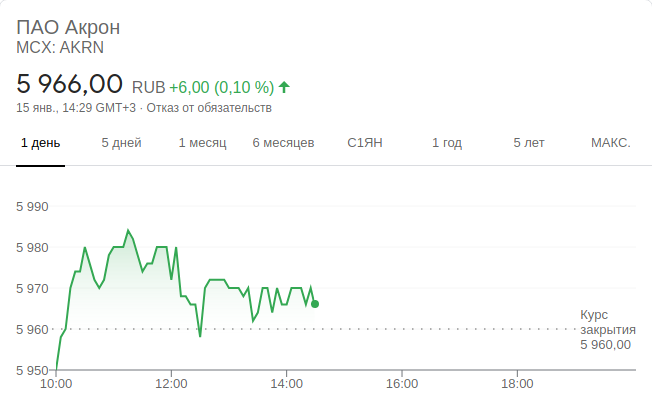 ПАО Акрон
MCX: AKRN
5 966,00 RUB +6,00 (0,10 %)
15 янв., 14:29 GMT+3 · Отказ от обязательств
1 день 5 дней 1 месяц 6 месяцев С1ЯН 1 год 5 лет МАКС.
5 990
5 980
5 970
5 960
5 950
Курс
закрытия
5 960,00
10:00 12:00 14:00 16:00 18:00